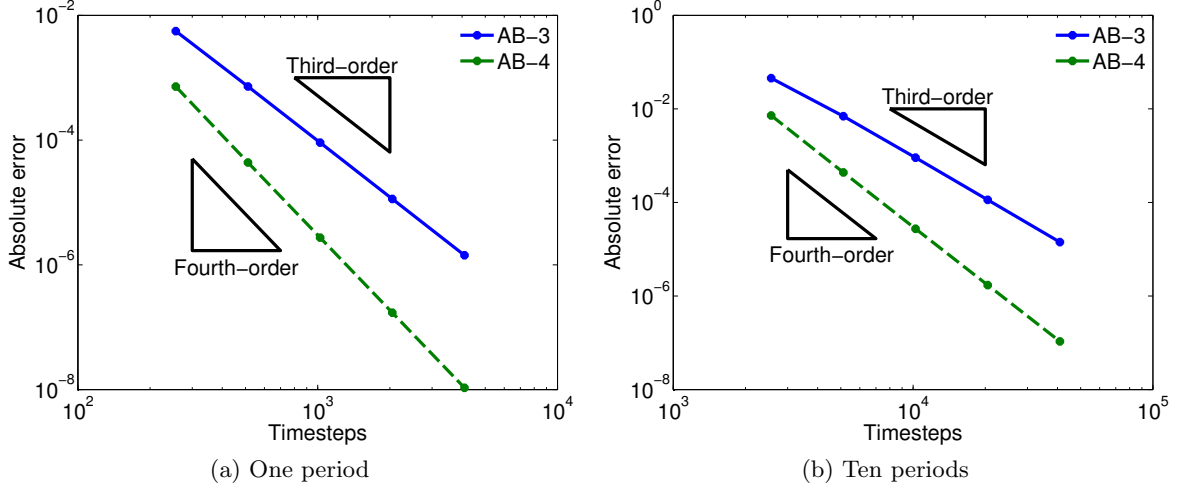 10^-2
10^-4
10^-6
10^-8
Absolute error
AB-3
AB-4
Third-order
Fourth-order
10^2
10^3
10^4
Timesteps
(a) One period
10^0
10^-2
10^-4
10^-6
10^-8
Absolute error
AB-3
AB-4
Third-order
Fourth-order
10^3
10^4
10^5
Timesteps
(b) Ten periods